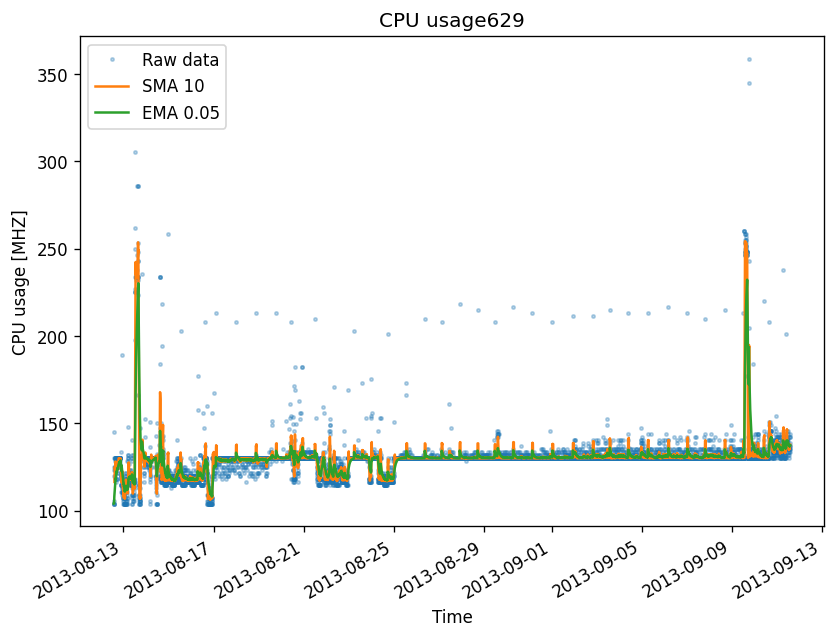 CPU usage629
Raw data
SMA 10
EMA 0.05
CPU usage [MHZ]
350
300
250
200
150
100
2013-08-13
2013-08-17
2013-08-21
2013-08-25
2013-08-29
2013-09-01
2013-09-05
2013-09-09
2013-09-13
Time